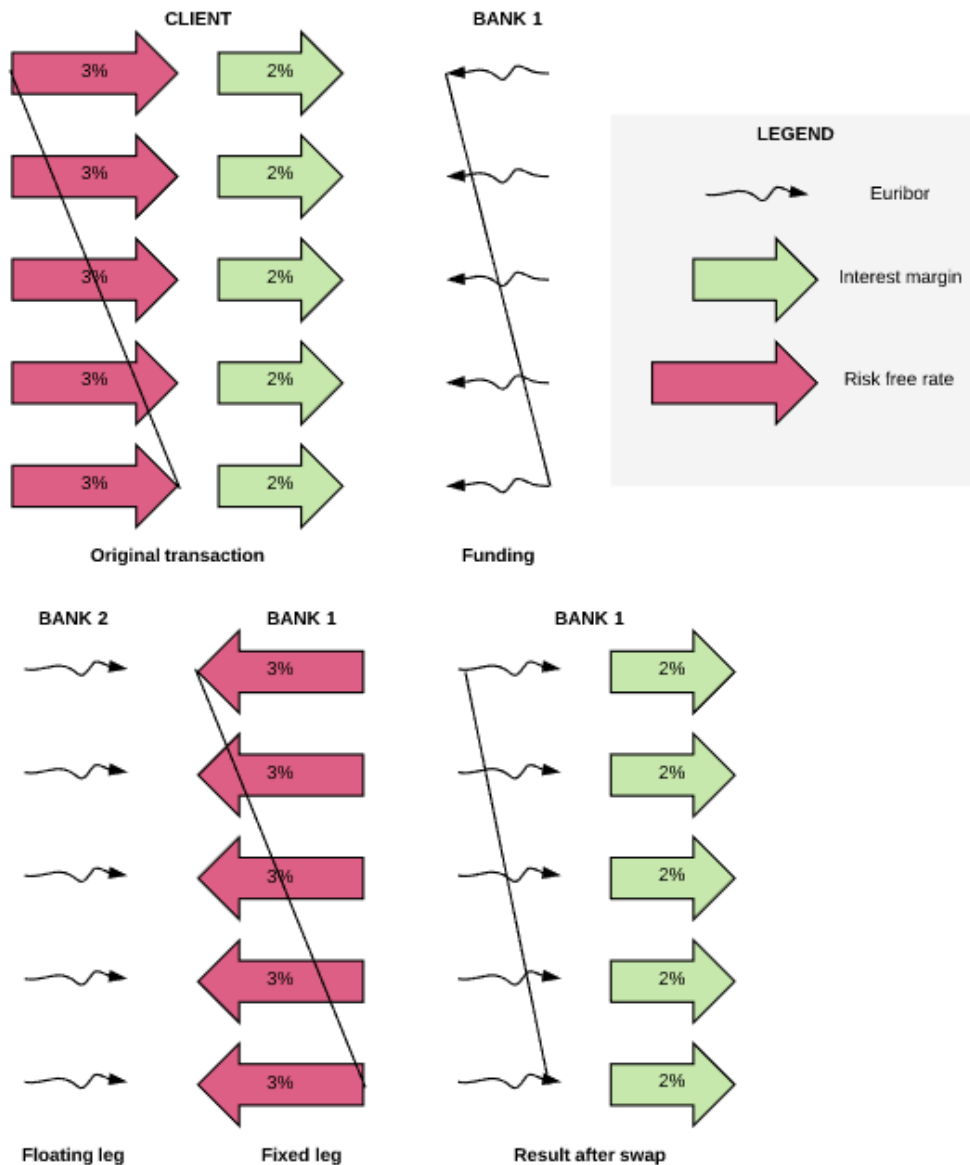 CLIENT
BANK 1
3%
2%
LEGEND
3%
2%
Euribor
3%
2%
Interest margin
3%
2%
Risk free rate
3%
2%
Original transaction
Funding
BANK 2
BANK 1
BANK 1
3%
2%
3%
2%
3%
2%
3%
2%
3%
2%
Floating leg
Fixed leg
Result after swap